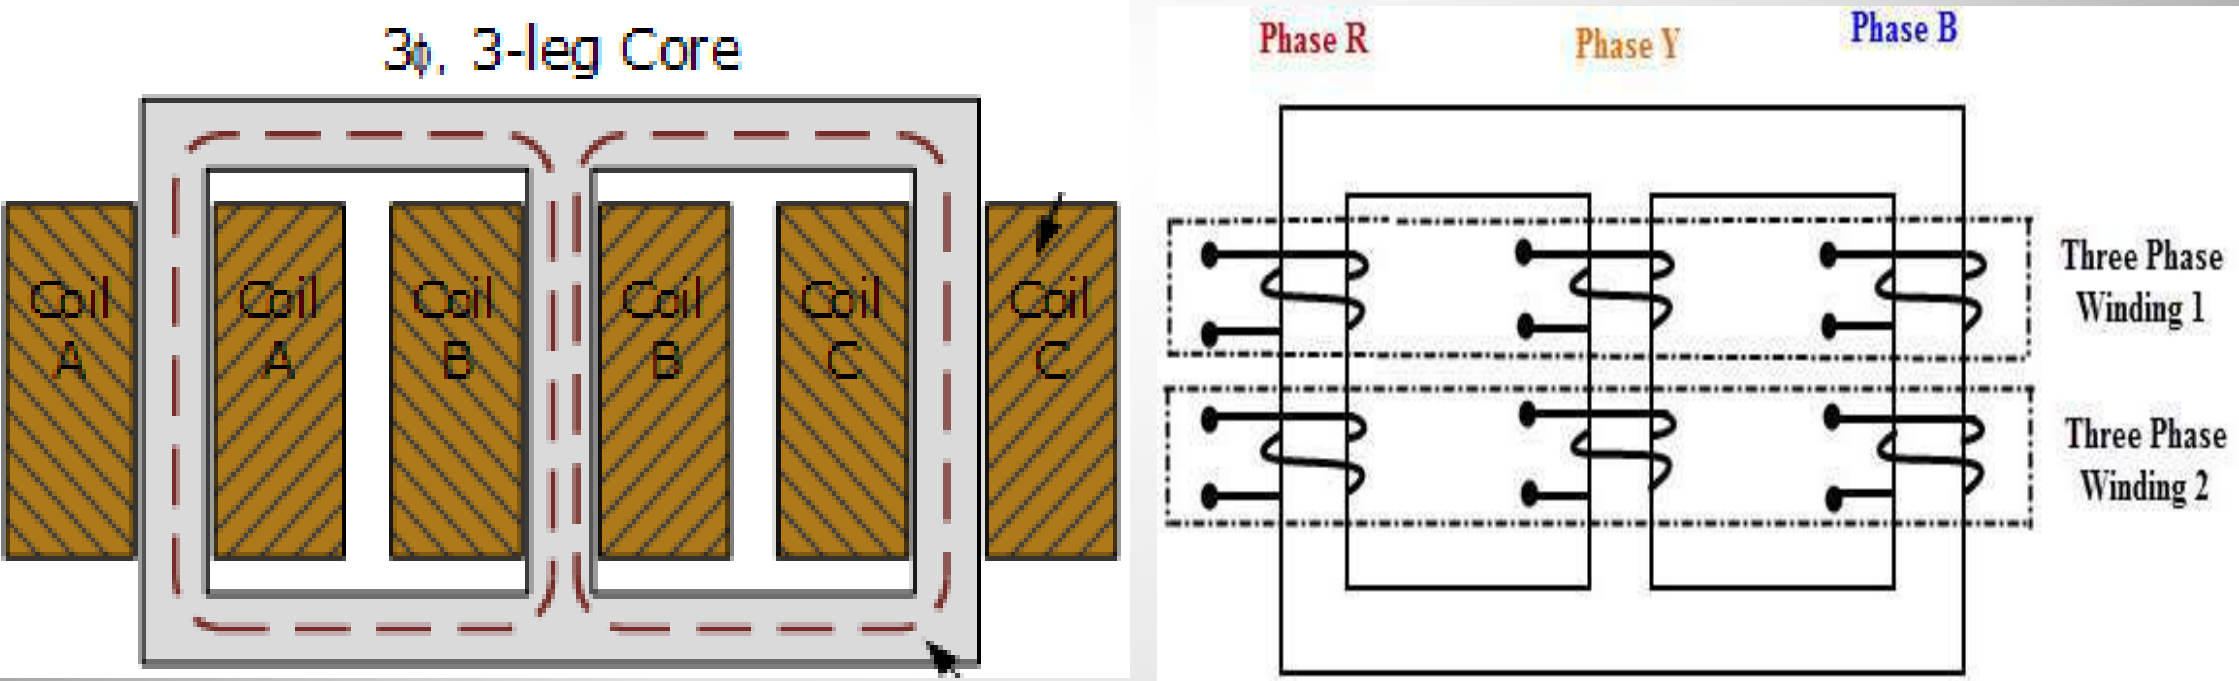 3ϕ, 3-leg Core
Coil
A
Coil
A
Coil
B
Coil
B
Coil
C
Coil
C
Phase R
Phase Y
Phase B
Three Phase
Winding 1
Three Phase
Winding 2